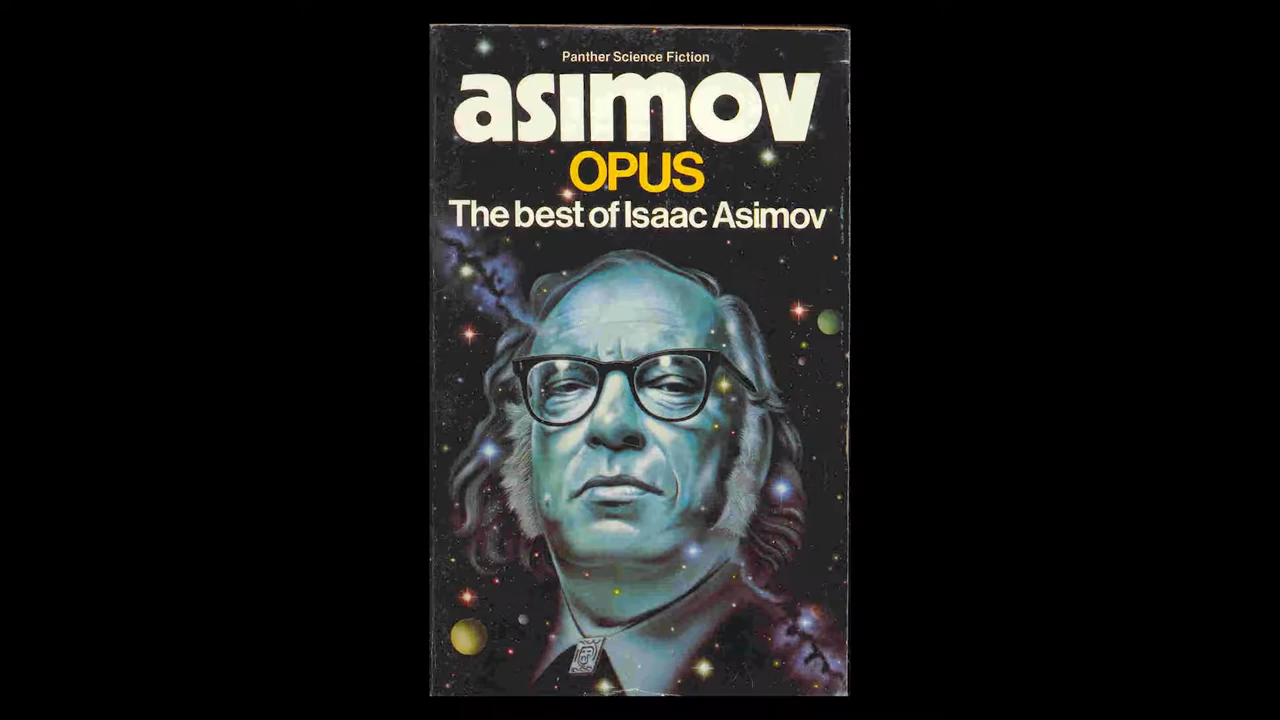 Panther Science Fiction
asimov
OPUS
The best of Isaac Asimov